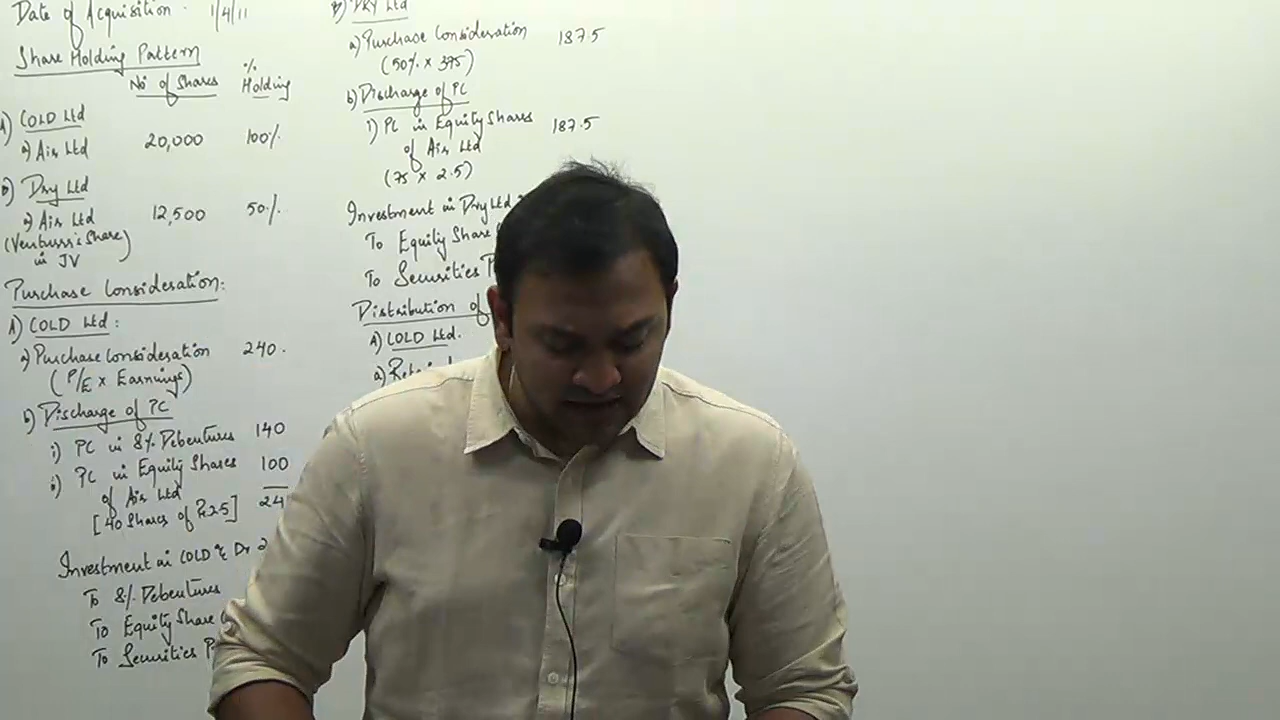 Date of Acquisition - 1/4/11
Share Holding Pattern
No of Shares
% Holding
A) COLD Ltd
a) Air Ltd 20,000 100%
B) Dry Ltd
a) Air Ltd 12,500 50%
(Venturer's Share)
in JV
Purchase Consideration:
A) COLD Ltd:
a) Purchase Consideration 240.
(P/E x Earnings)
b) Discharge of PC
i) PC in 8% Debentures 140
ii) PC in Equity Shares 100
of Air Ltd
[40 Shares of Rs 2.5] 24
Investment in COLD
To 8% Debentures
To Equity Share
To Securities
B) DRY Ltd
a) Purchase Consideration 187.5
(50% x 375)
b) Discharge of PC
i) PC in Equity Shares 187.5
of Air Ltd
(75 x 2.5)
Investment in Dry Ltd
To Equity Share
To Securities
Distribution of
A) COLD Ltd.
a)